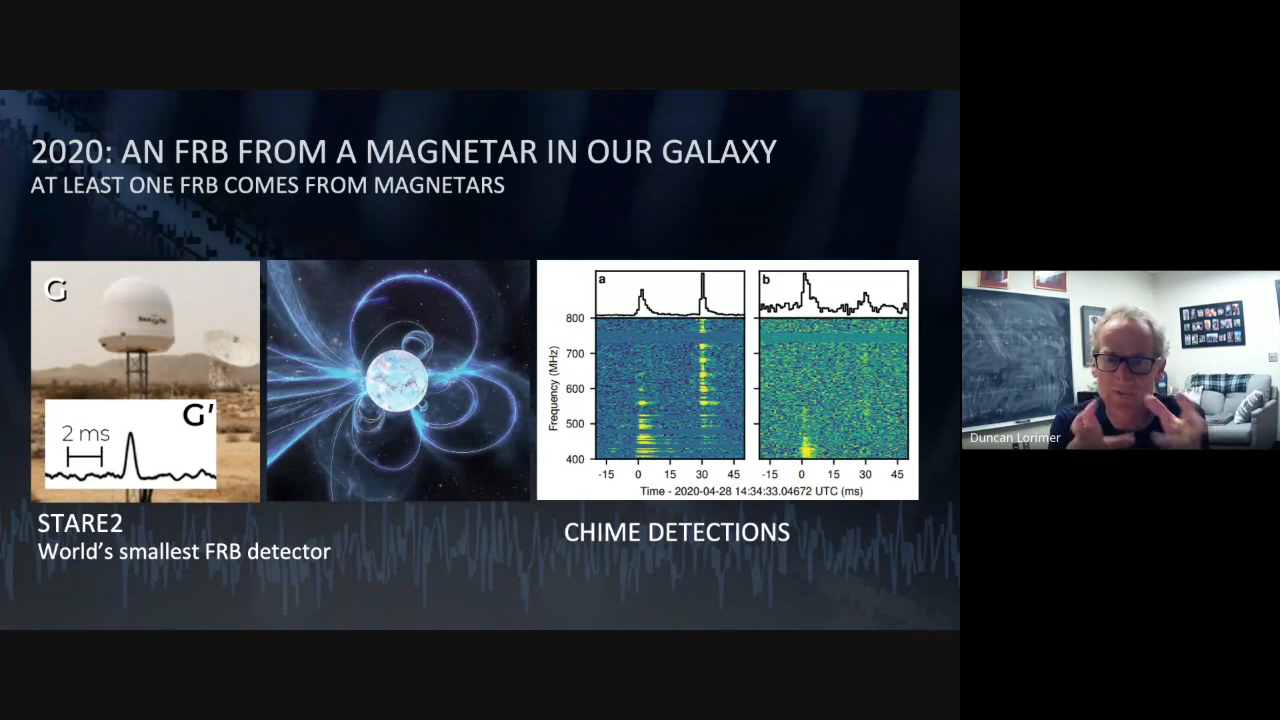 2020: AN FRB FROM A MAGNETAR IN OUR GALAXY
AT LEAST ONE FRB COMES FROM MAGNETARS
G
G'
2 ms
STARE2
World's smallest FRB detector
a
b
800
700
600
500
400
Frequency (MHz)
-15 0 15 30 45
-15 0 15 30 45
Time - 2020-04-28 14:34:33.04672 UTC (ms)
CHIME DETECTIONS
Duncan Lorimer